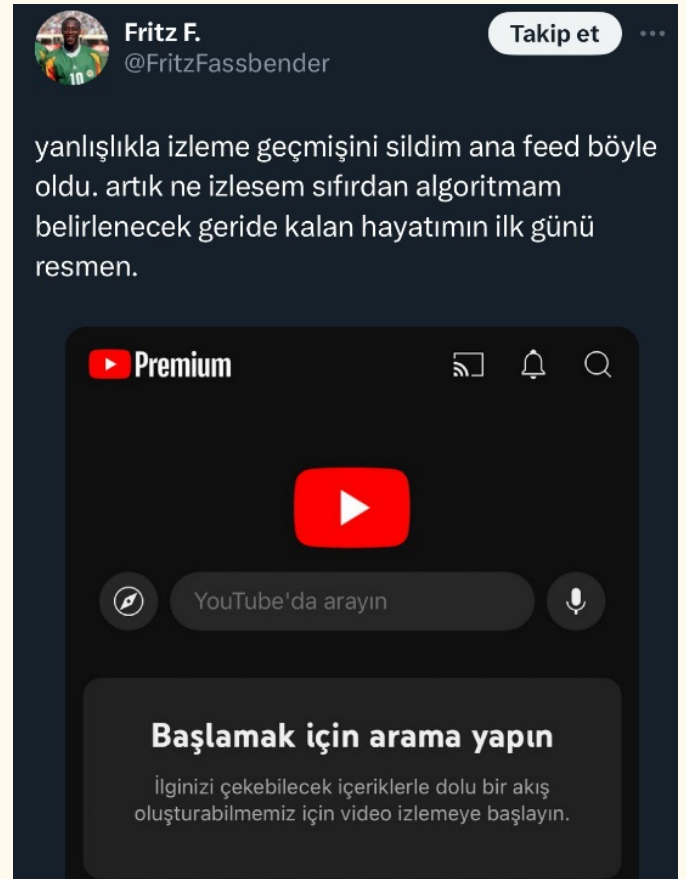 Fritz F.
@FritzFassbender
Takip et
yanlışlıkla izleme geçmişini sildim ana feed böyle
oldu. artık ne izlesem sıfırdan algoritmam
belirlenecek geride kalan hayatımın ilk günü
resmen.
Premium
YouTube'da arayın
Başlamak için arama yapın
İlginizi çekebilecek içeriklerle dolu bir akış
oluşturabilmemiz için video izlemeye başlayın.
10